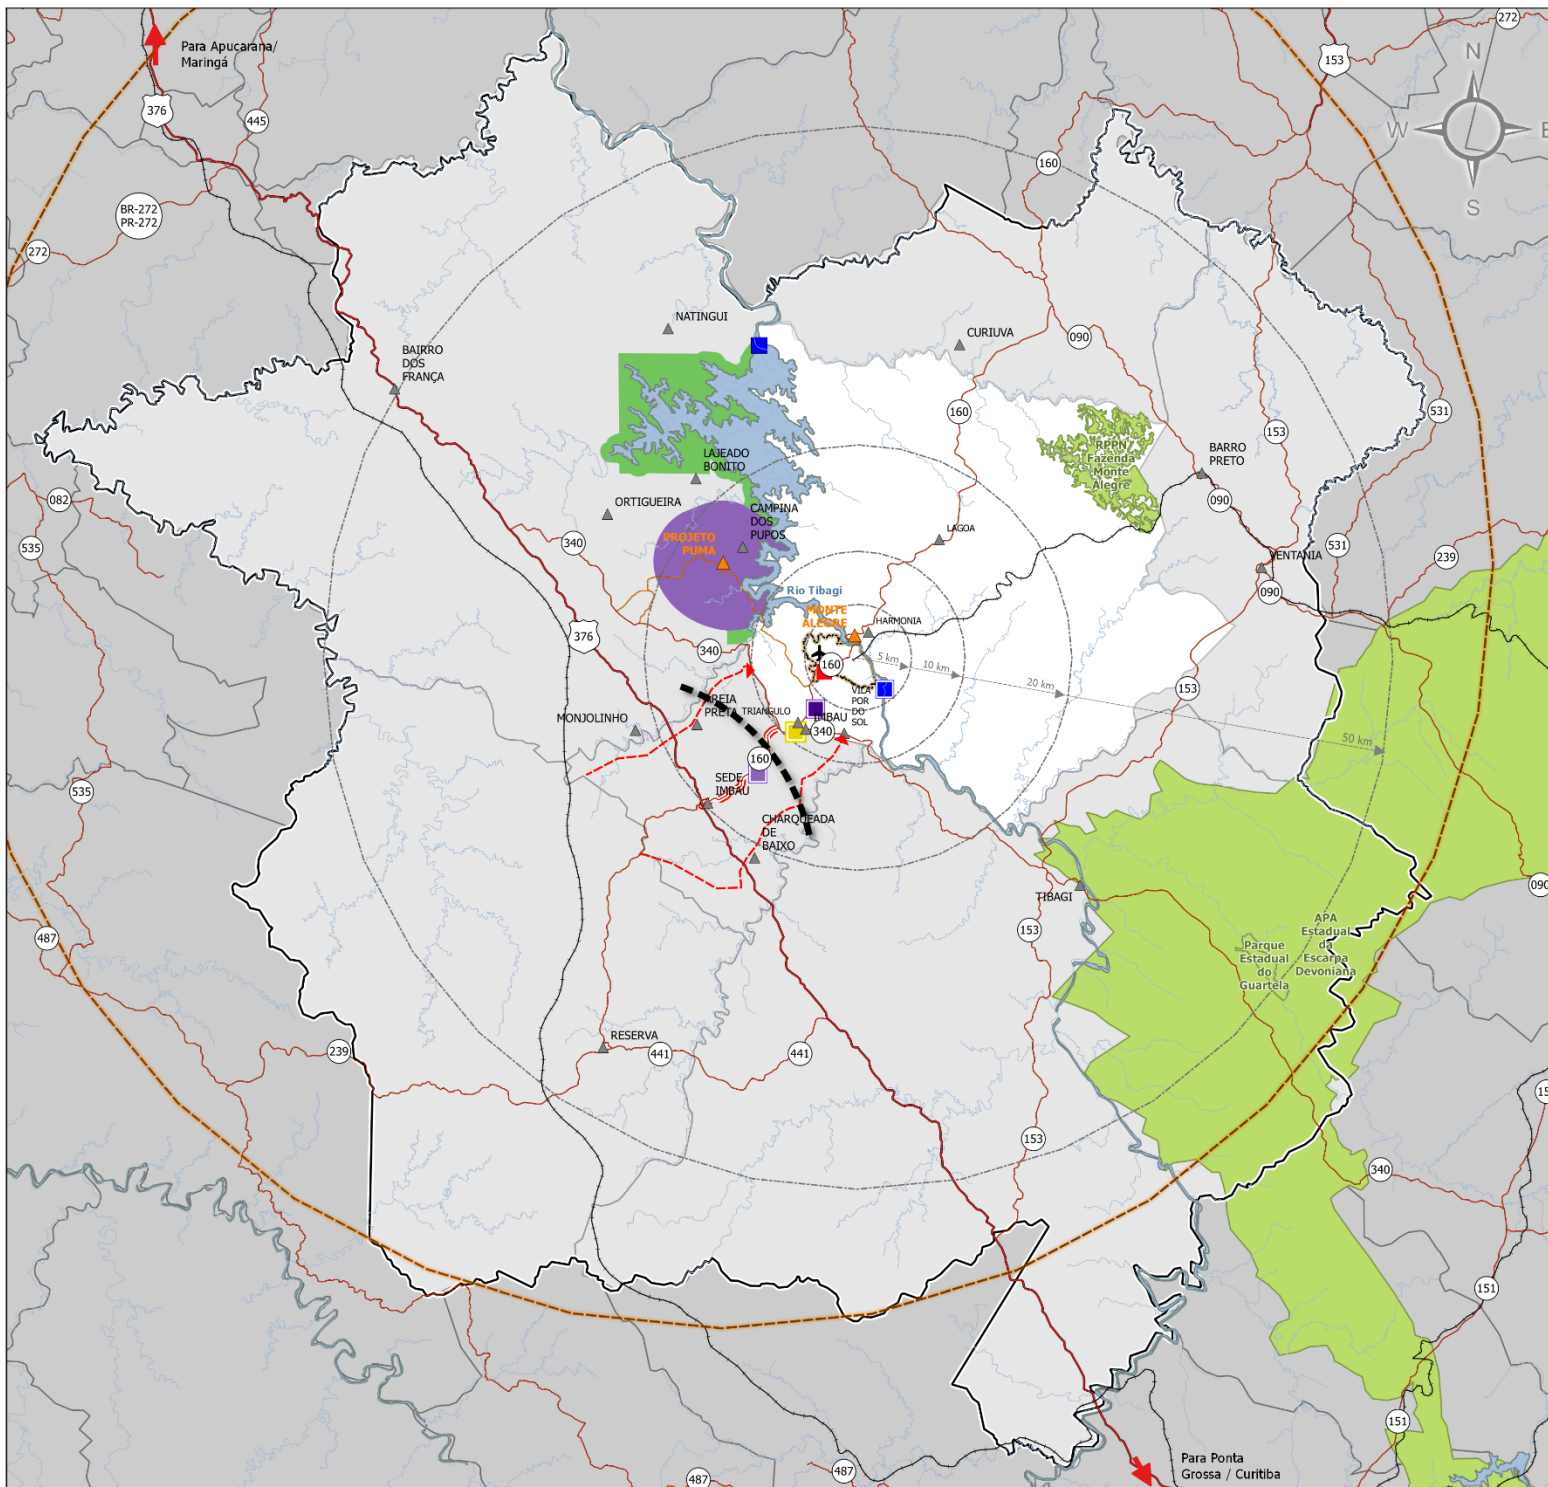 272
Para Apucarana/
Maringá
153
N
376
445
W
E
160
S
BR-272
PR-272
272
NATINGUI
CURIUVA
090
BAIRRO
DOS
FRANÇA
160
531
153
RPPN
Fazenda
Monte
Alegre
BARRO
PRETO
LAJEADO
BONITO
082
090
ORTIGUEIRA
CAMPINA
DOS
PUPOS
LAGOA
535
340
PROJETO
PUMA
531
239
VENTANIA
090
Rio Tibagi
MONTE
ALEGRE
HARMONIA
376
340
160
5 km
10 km
20 km
50 km
153
VILA
POR
DO
SOL
AREIA
PRETA
TRIANGULO
IMBAU
MONJOLINHO
340
160
SEDE
IMBAU
535
CHARQUEADA
DE
BAIXO
TIBAGI
090
487
153
APA
Estadual
da
Escarpa
Devoniana
Parque
Estadual
do
Guartela
RESERVA
239
441
441
153
340
151
151
Para Ponta
Grossa / Curitiba
487
487